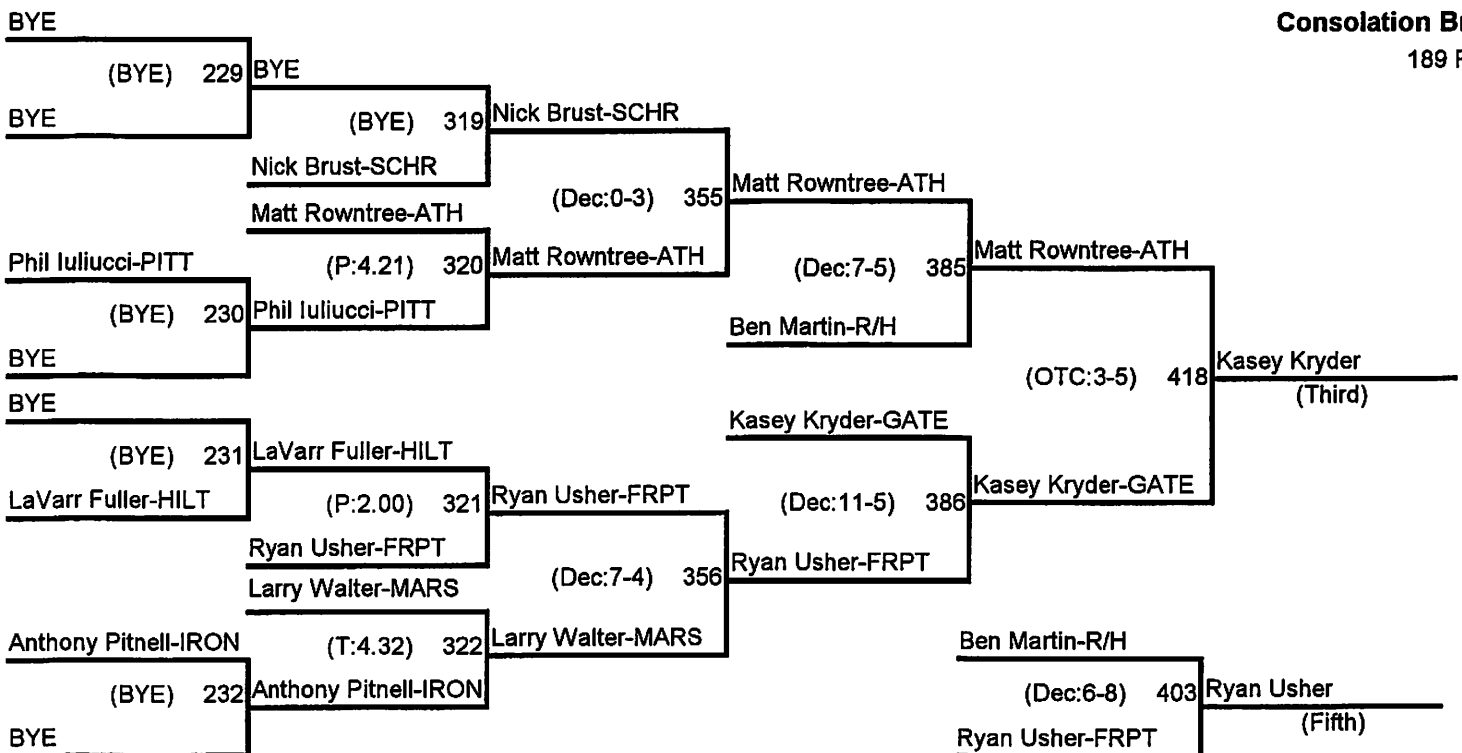 BYE
Consolation
189
(BYE) 229 BYE
BYE
(BYE) 319 Nick Brust-SCHR
Nick Brust-SCHR
(Dec:0-3) 355 Matt Rowntree-ATH
Matt Rowntree-ATH
Phil Iuliucci-PITT
(P:4.21) 320 Matt Rowntree-ATH
(Dec:7-5) 385 Matt Rowntree-ATH
(BYE) 230 Phil Iuliucci-PITT
Ben Martin-R/H
BYE
(OTC:3-5) 418 Kasey Kryder
(Third)
BYE
Kasey Kryder-GATE
(BYE) 231 LaVarr Fuller-HILT
LaVarr Fuller-HILT
(P:2.00) 321 Ryan Usher-FRPT
(Dec:11-5) 386 Kasey Kryder-GATE
Ryan Usher-FRPT
(Dec:7-4) 356 Ryan Usher-FRPT
Larry Walter-MARS
Anthony Pitnell-IRON
(T:4.32) 322 Larry Walter-MARS
Ben Martin-R/H
(BYE) 232 Anthony Pitnell-IRON
(Dec:6-8) 403 Ryan Usher
(Fifth)
BYE
Ryan Usher-FRPT